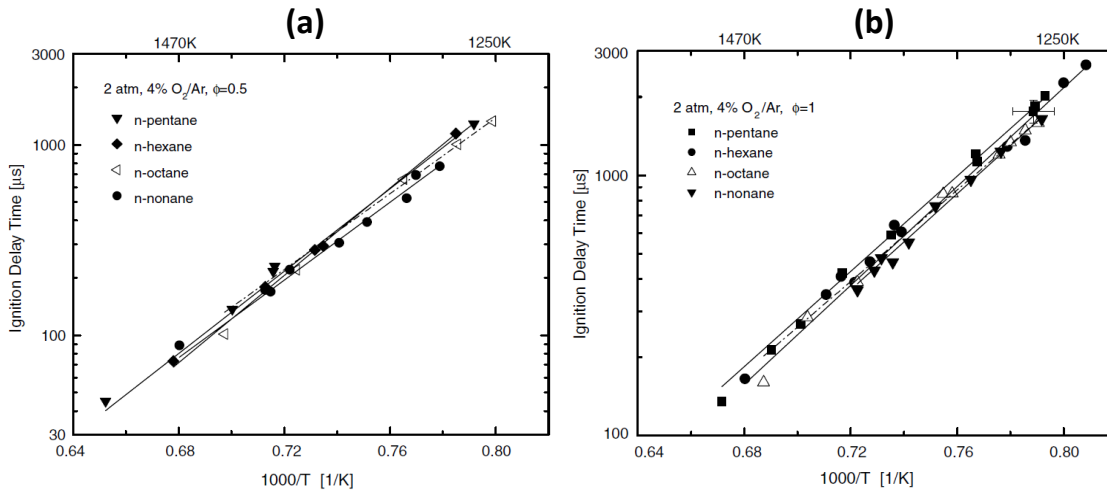 (a)
1470K 1250K
3000
1000
100
30
Ignition Delay Time [μs]
2 atm, 4% O2/Ar, ϕ=0.5
n-pentane
n-hexane
n-octane
n-nonane
0.64 0.68 0.72 0.76 0.80
1000/T [1/K]
(b)
1470K 1250K
3000
1000
100
Ignition Delay Time [μs]
2 atm, 4% O2/Ar, ϕ=1
n-pentane
n-hexane
n-octane
n-nonane
0.64 0.68 0.72 0.76 0.80
1000/T [1/K]